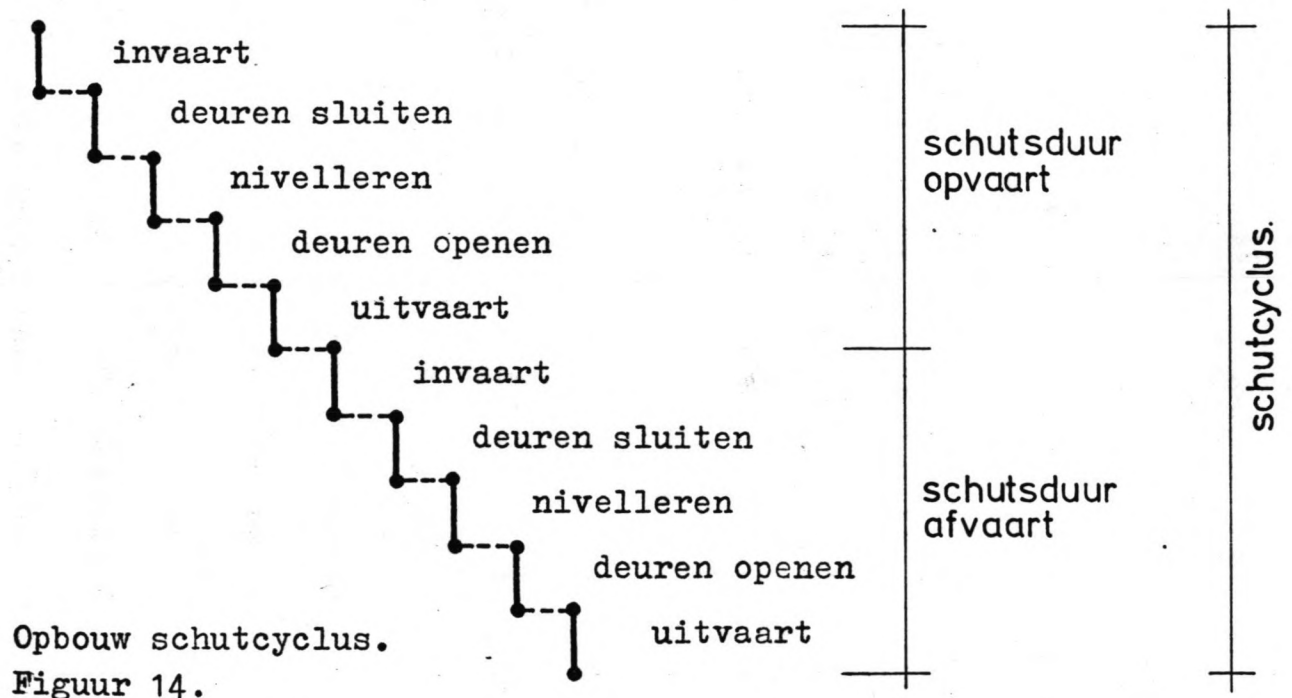 invaart
deuren sluiten
nivelleren
deuren openen
uitvaart
invaart
deuren sluiten
nivelleren
deuren openen
uitvaart
schutsduur
opvaart
schutsduur
afvaart
schutcyclus.
Opbouw schutcyclus.
Figuur 14.